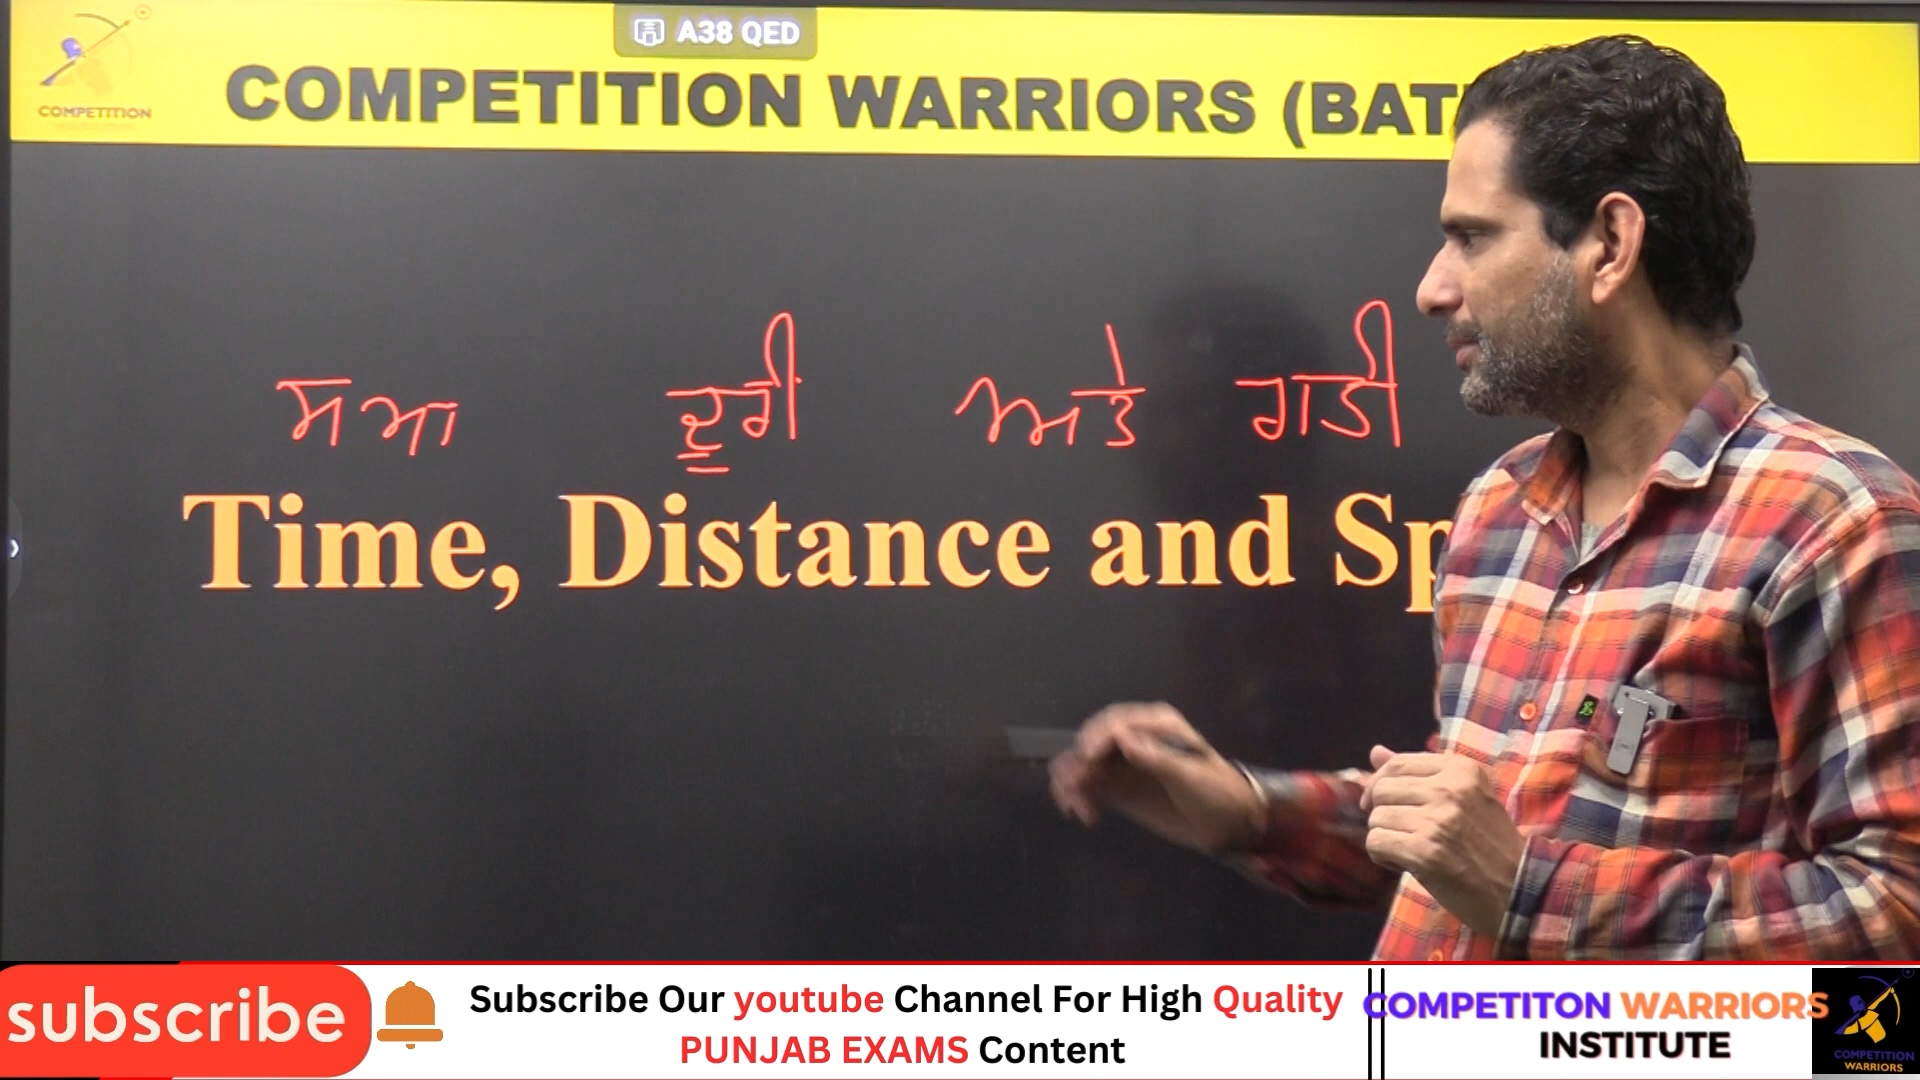 A38 QED
COMPETITION
COMPETITION WARRIORS (BAT
ਸਮਾ ਦੂਰੀ ਅਤੇ ਗਤੀ
Time, Distance and Sp
subscribe
Subscribe Our youtube Channel For High Quality
PUNJAB EXAMS Content
COMPETITON WARRIORS
INSTITUTE
COMPETITION
WARRIORS